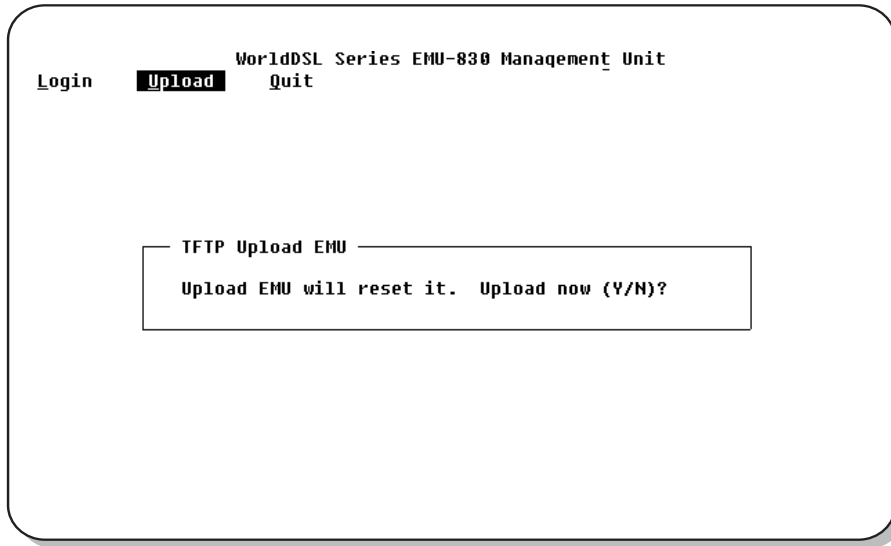 WorldDSL Series EMU-830 Management Unit
Login Upload Quit
TFTP Upload EMU
Upload EMU will reset it. Upload now (Y/N)?